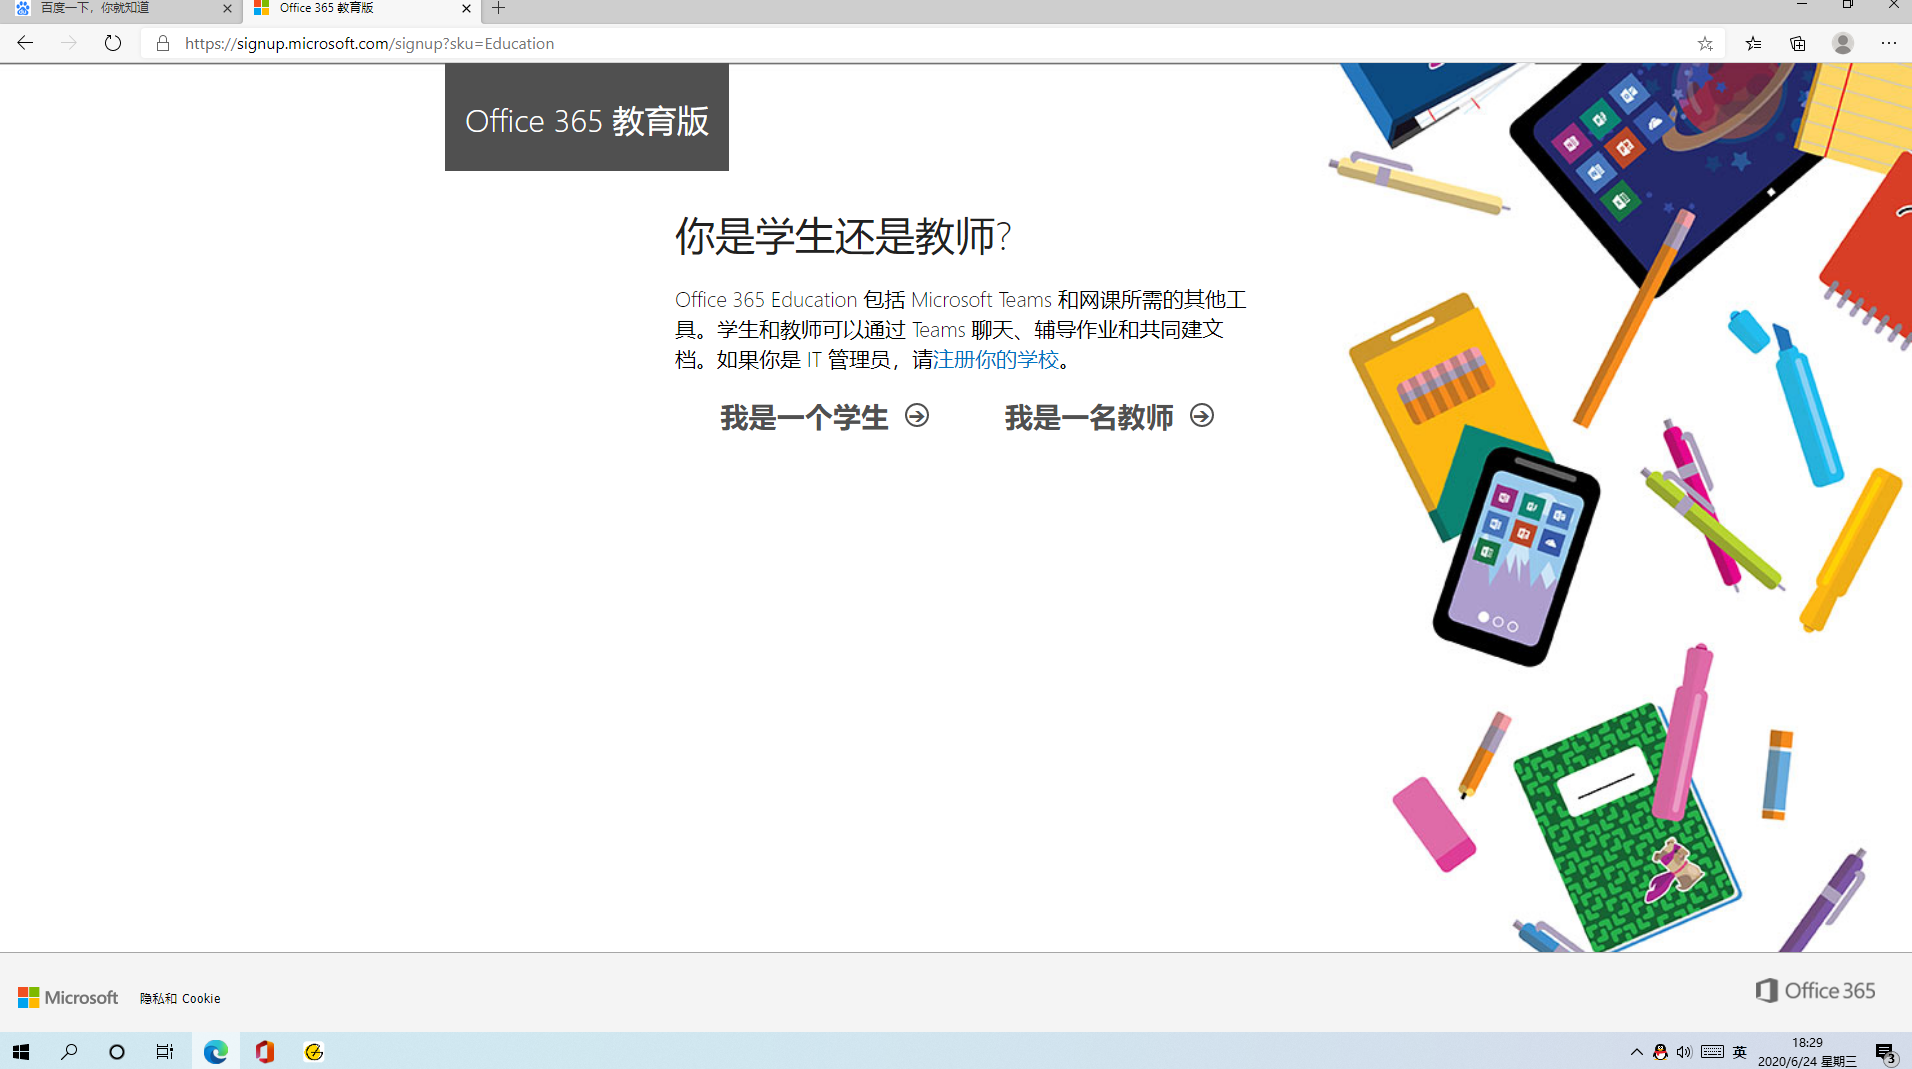 百度一下，你就知道
Office 365 教育版
https://signup.microsoft.com/signup?sku=Education
Office 365 教育版
你是学生还是教师?
Office 365 Education 包括 Microsoft Teams 和网课所需的其他工
具。学生和教师可以通过 Teams 聊天、辅导作业和共同建文
档。如果你是 IT 管理员，请注册你的学校。
我是一个学生
我是一名教师
Microsoft
隐私和 Cookie
Office 365
英
18:29
2020/6/24 星期三
3